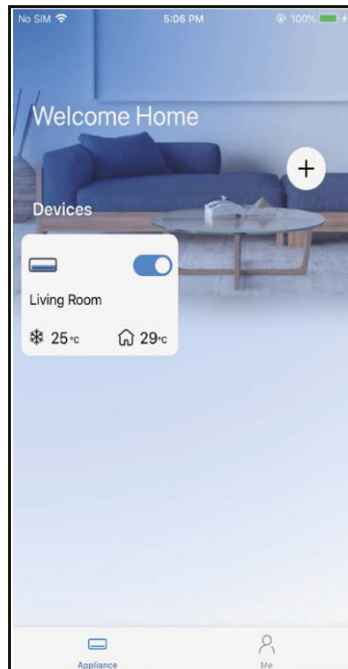 No SIM 5:06 PM 100%
Welcome Home
+
Devices
Living Room
25°C 29°C
Appliance Me